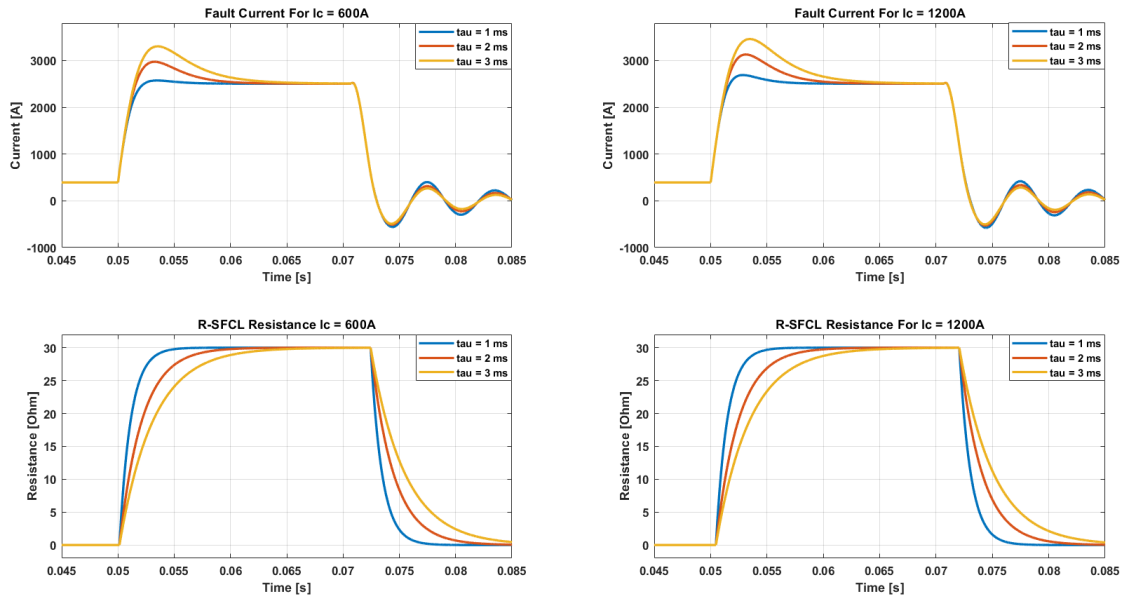 Fault Current For Ic = 600A
tau = 1 ms
tau = 2 ms
tau = 3 ms
3000
2000
1000
0
-1000
Current [A]
0.045 0.05 0.055 0.06 0.065 0.07 0.075 0.08 0.085
Time [s]
Fault Current For Ic = 1200A
tau = 1 ms
tau = 2 ms
tau = 3 ms
3000
2000
1000
0
-1000
Current [A]
0.045 0.05 0.055 0.06 0.065 0.07 0.075 0.08 0.085
Time [s]
R-SFCL Resistance Ic = 600A
tau = 1 ms
tau = 2 ms
tau = 3 ms
30
25
20
15
10
5
0
Resistance [Ohm]
0.045 0.05 0.055 0.06 0.065 0.07 0.075 0.08 0.085
Time [s]
R-SFCL Resistance For Ic = 1200A
tau = 1 ms
tau = 2 ms
tau = 3 ms
30
25
20
15
10
5
0
Resistance [Ohm]
0.045 0.05 0.055 0.06 0.065 0.07 0.075 0.08 0.085
Time [s]